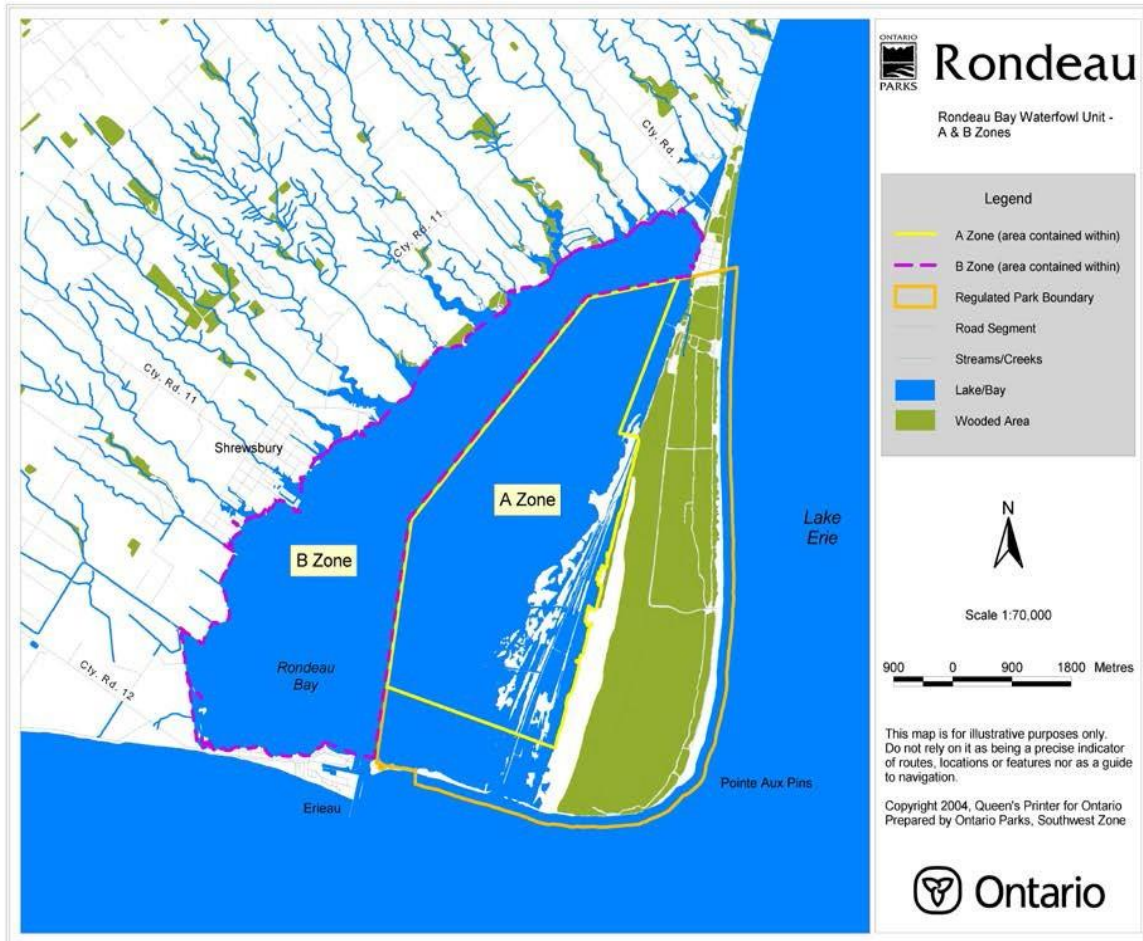 Cty. Rd. 1
Cty. Rd. 11
Cty. Rd. 11
Shrewsbury
A Zone
B Zone
Lake
Erie
Rondeau
Bay
Cty. Rd. 12
Erieau
Pointe Aux Pins
ONTARIO
PARKS
Rondeau
Rondeau Bay Waterfowl Unit -
A & B Zones
Legend
A Zone (area contained within)
B Zone (area contained within)
Regulated Park Boundary
Road Segment
Streams/Creeks
Lake/Bay
Wooded Area
N
Scale 1:70,000
900 0 900 1800 Metres
This map is for illustrative purposes only.
Do not rely on it as being a precise indicator
of routes, locations or features nor as a guide
to navigation.
Copyright 2004, Queen's Printer for Ontario
Prepared by Ontario Parks, Southwest Zone
Ontario